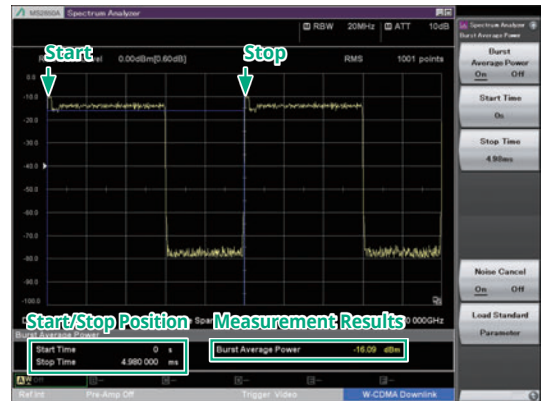 MS2850A Spectrum Analyzer
RBW 20MHz ATT 10dB
Spectrum Analyzer
Burst Average Power
Start
Stop
0.00dBm[0.60dB]
RMS 1001 points
Burst
Average Power
On Off
Start Time
0s
Stop Time
4.98ms
0.0
-10.0
-20.0
-30.0
-40.0
-50.0
-60.0
-70.0
-80.0
-90.0
-100.0
Noise Cancel
On Off
Load Standard
Parameter
Start/Stop Position
Measurement Results
Burst Average Power
Start Time 0 s
Stop Time 4.980 000 ms
Burst Average Power -16.09 dBm
Ref.Int Pre-Amp Off Trigger Video W-CDMA Downlink